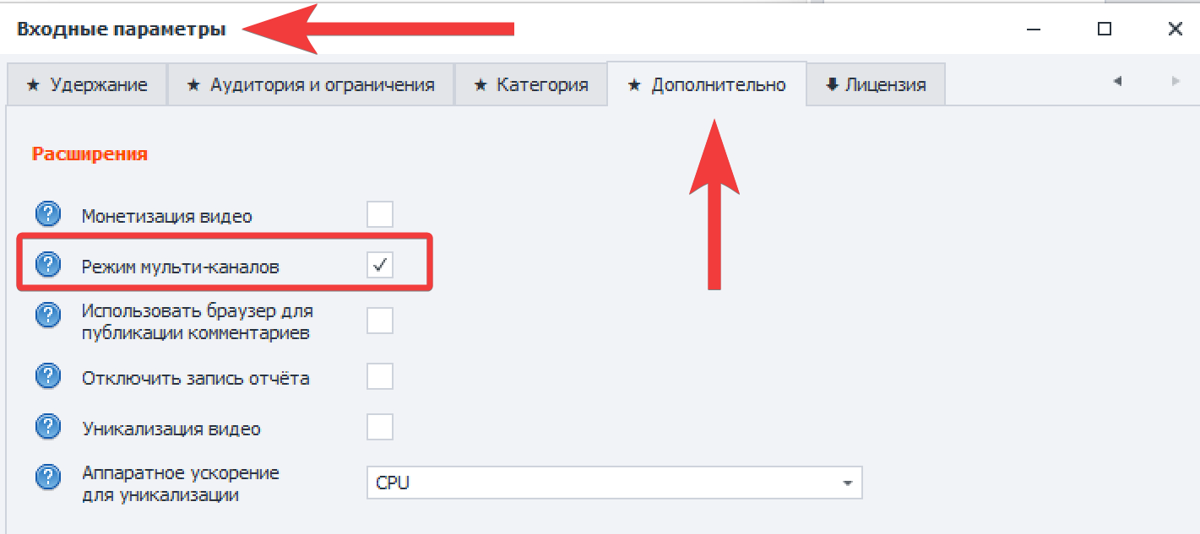 Входные параметры
★ Удержание ★ Аудитория и ограничения ★ Категория ★ Дополнительно Лицензия
Расширения
? Монетизация видео
? Режим мульти-каналов
? Использовать браузер для
публикации комментариев
? Отключить запись отчёта
? Уникализация видео
? Аппаратное ускорение
для уникализации
CPU